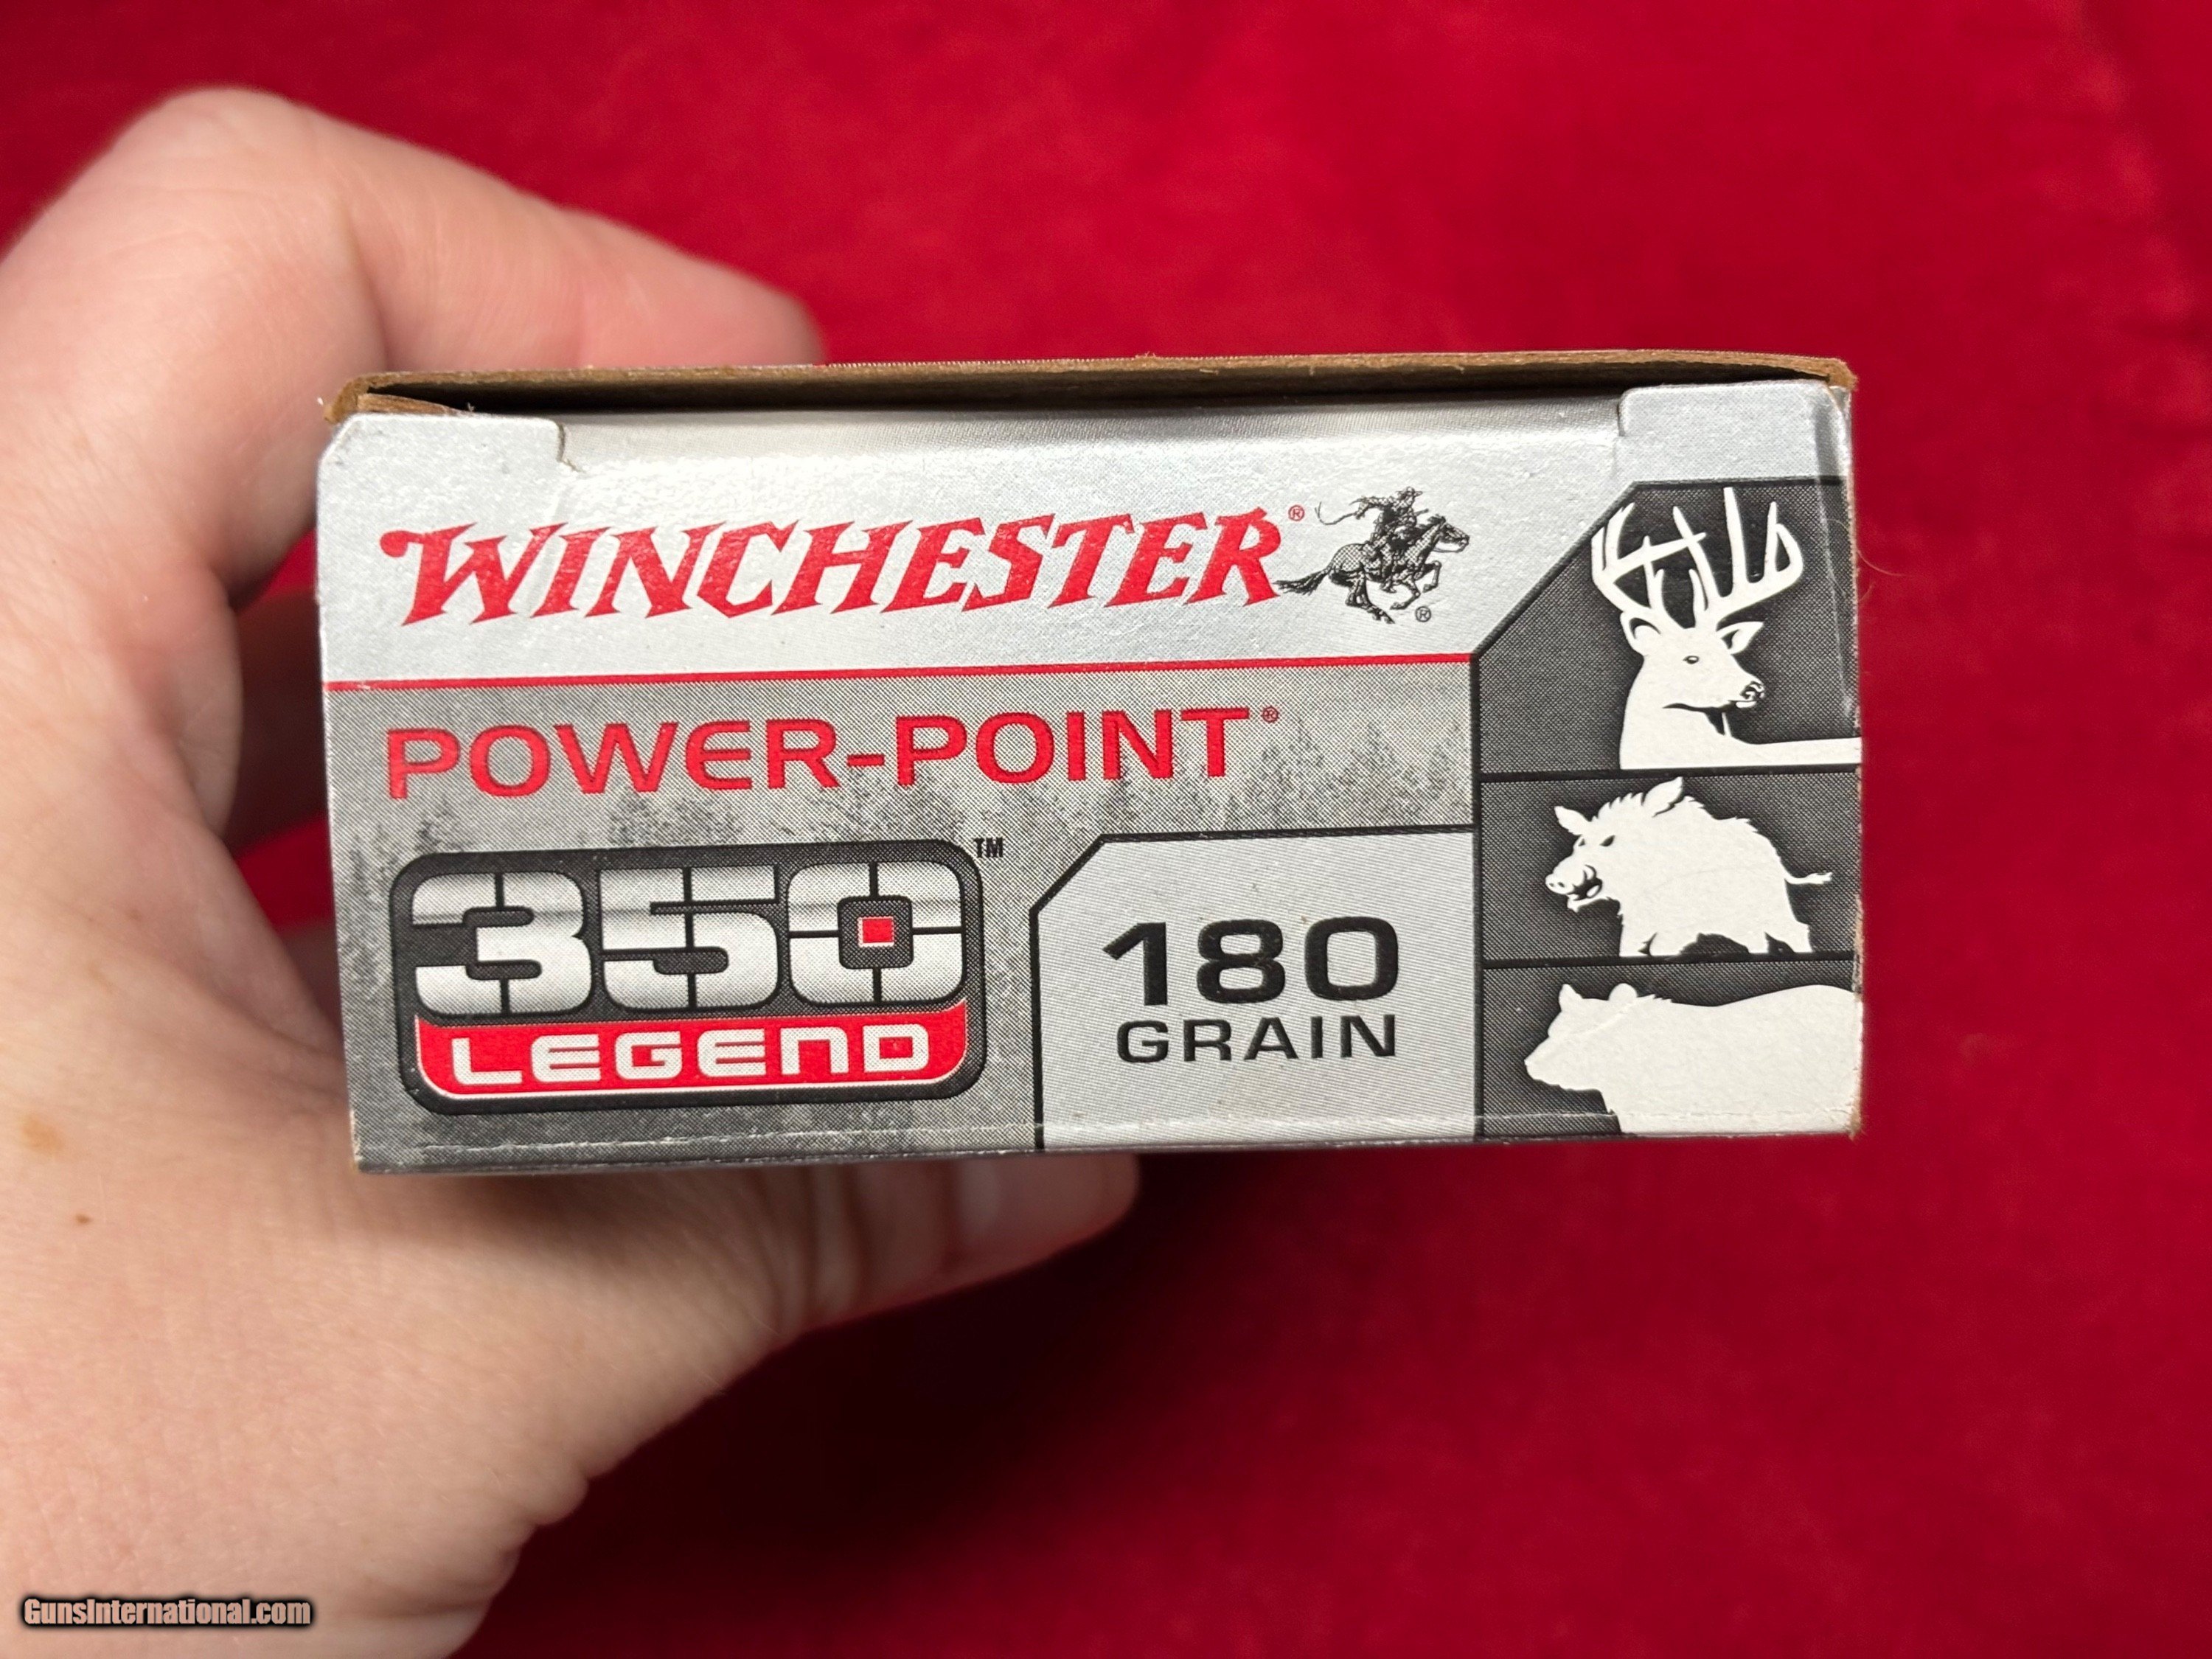 WINCHESTER®
®
POWER-POINT®
350™
LEGEND
180
GRAIN
GunsInternational.com